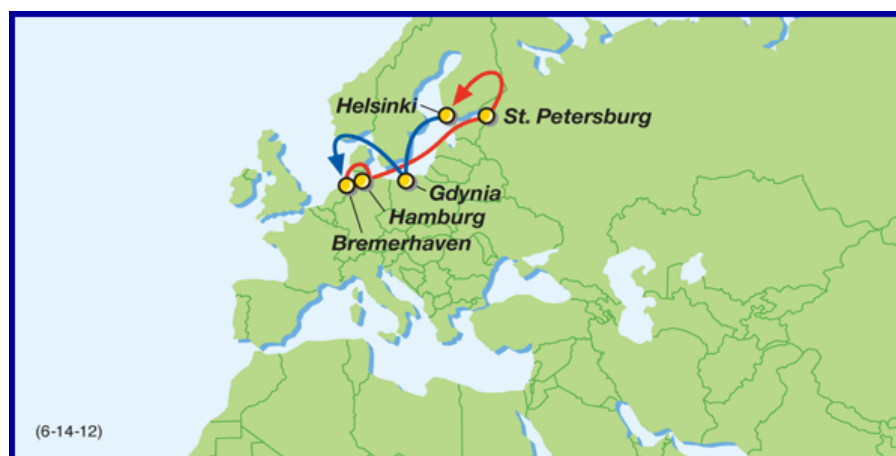 Helsinki
St. Petersburg
Gdynia
Hamburg
Bremerhaven
(6-14-12)